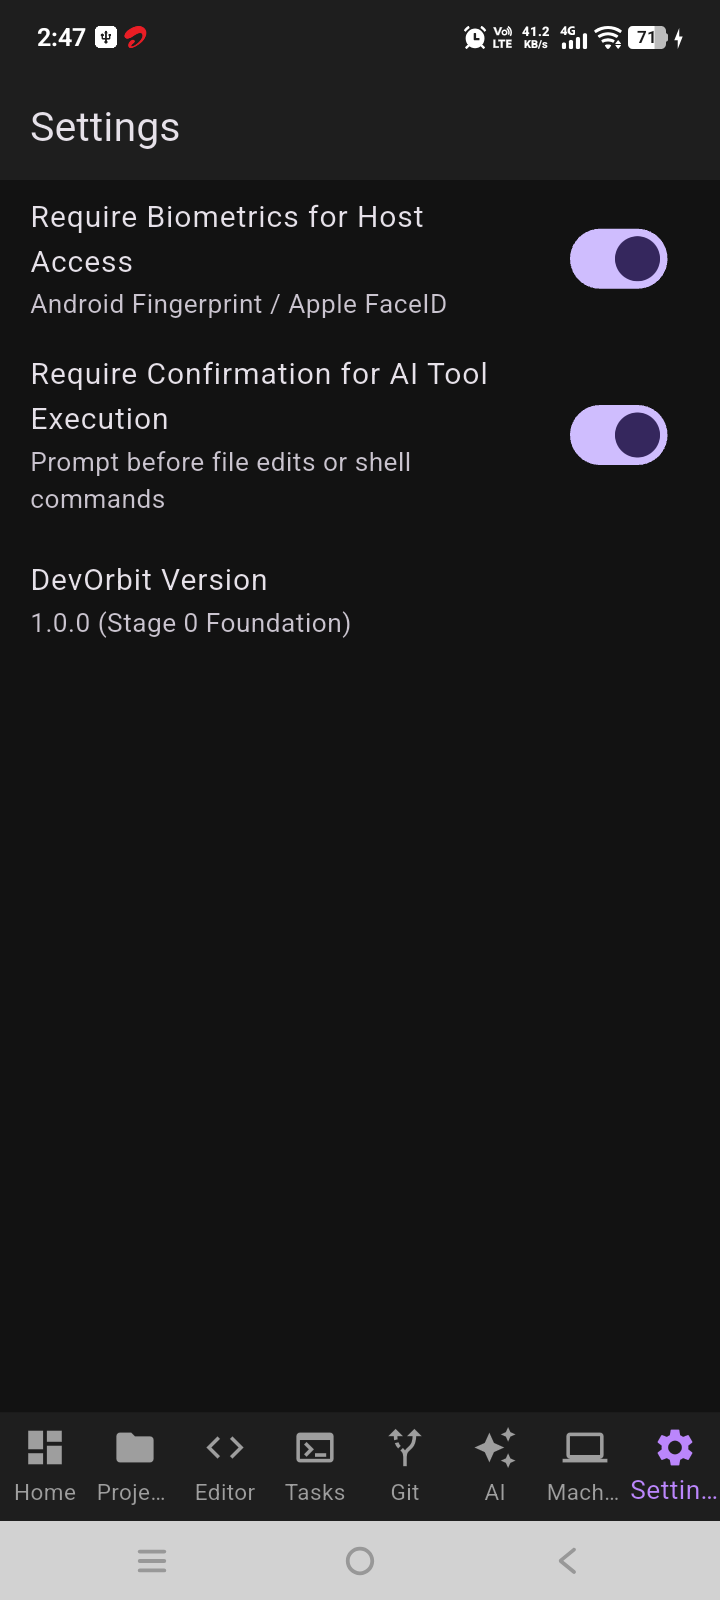 2:47
Vo) LTE 41.2 KB/s 4G 71
Settings
Require Biometrics for Host
Access
Android Fingerprint / Apple FaceID
Require Confirmation for AI Tool
Execution
Prompt before file edits or shell
commands
DevOrbit Version
1.0.0 (Stage 0 Foundation)
Home Proje... Editor Tasks Git AI Mach... Settin...